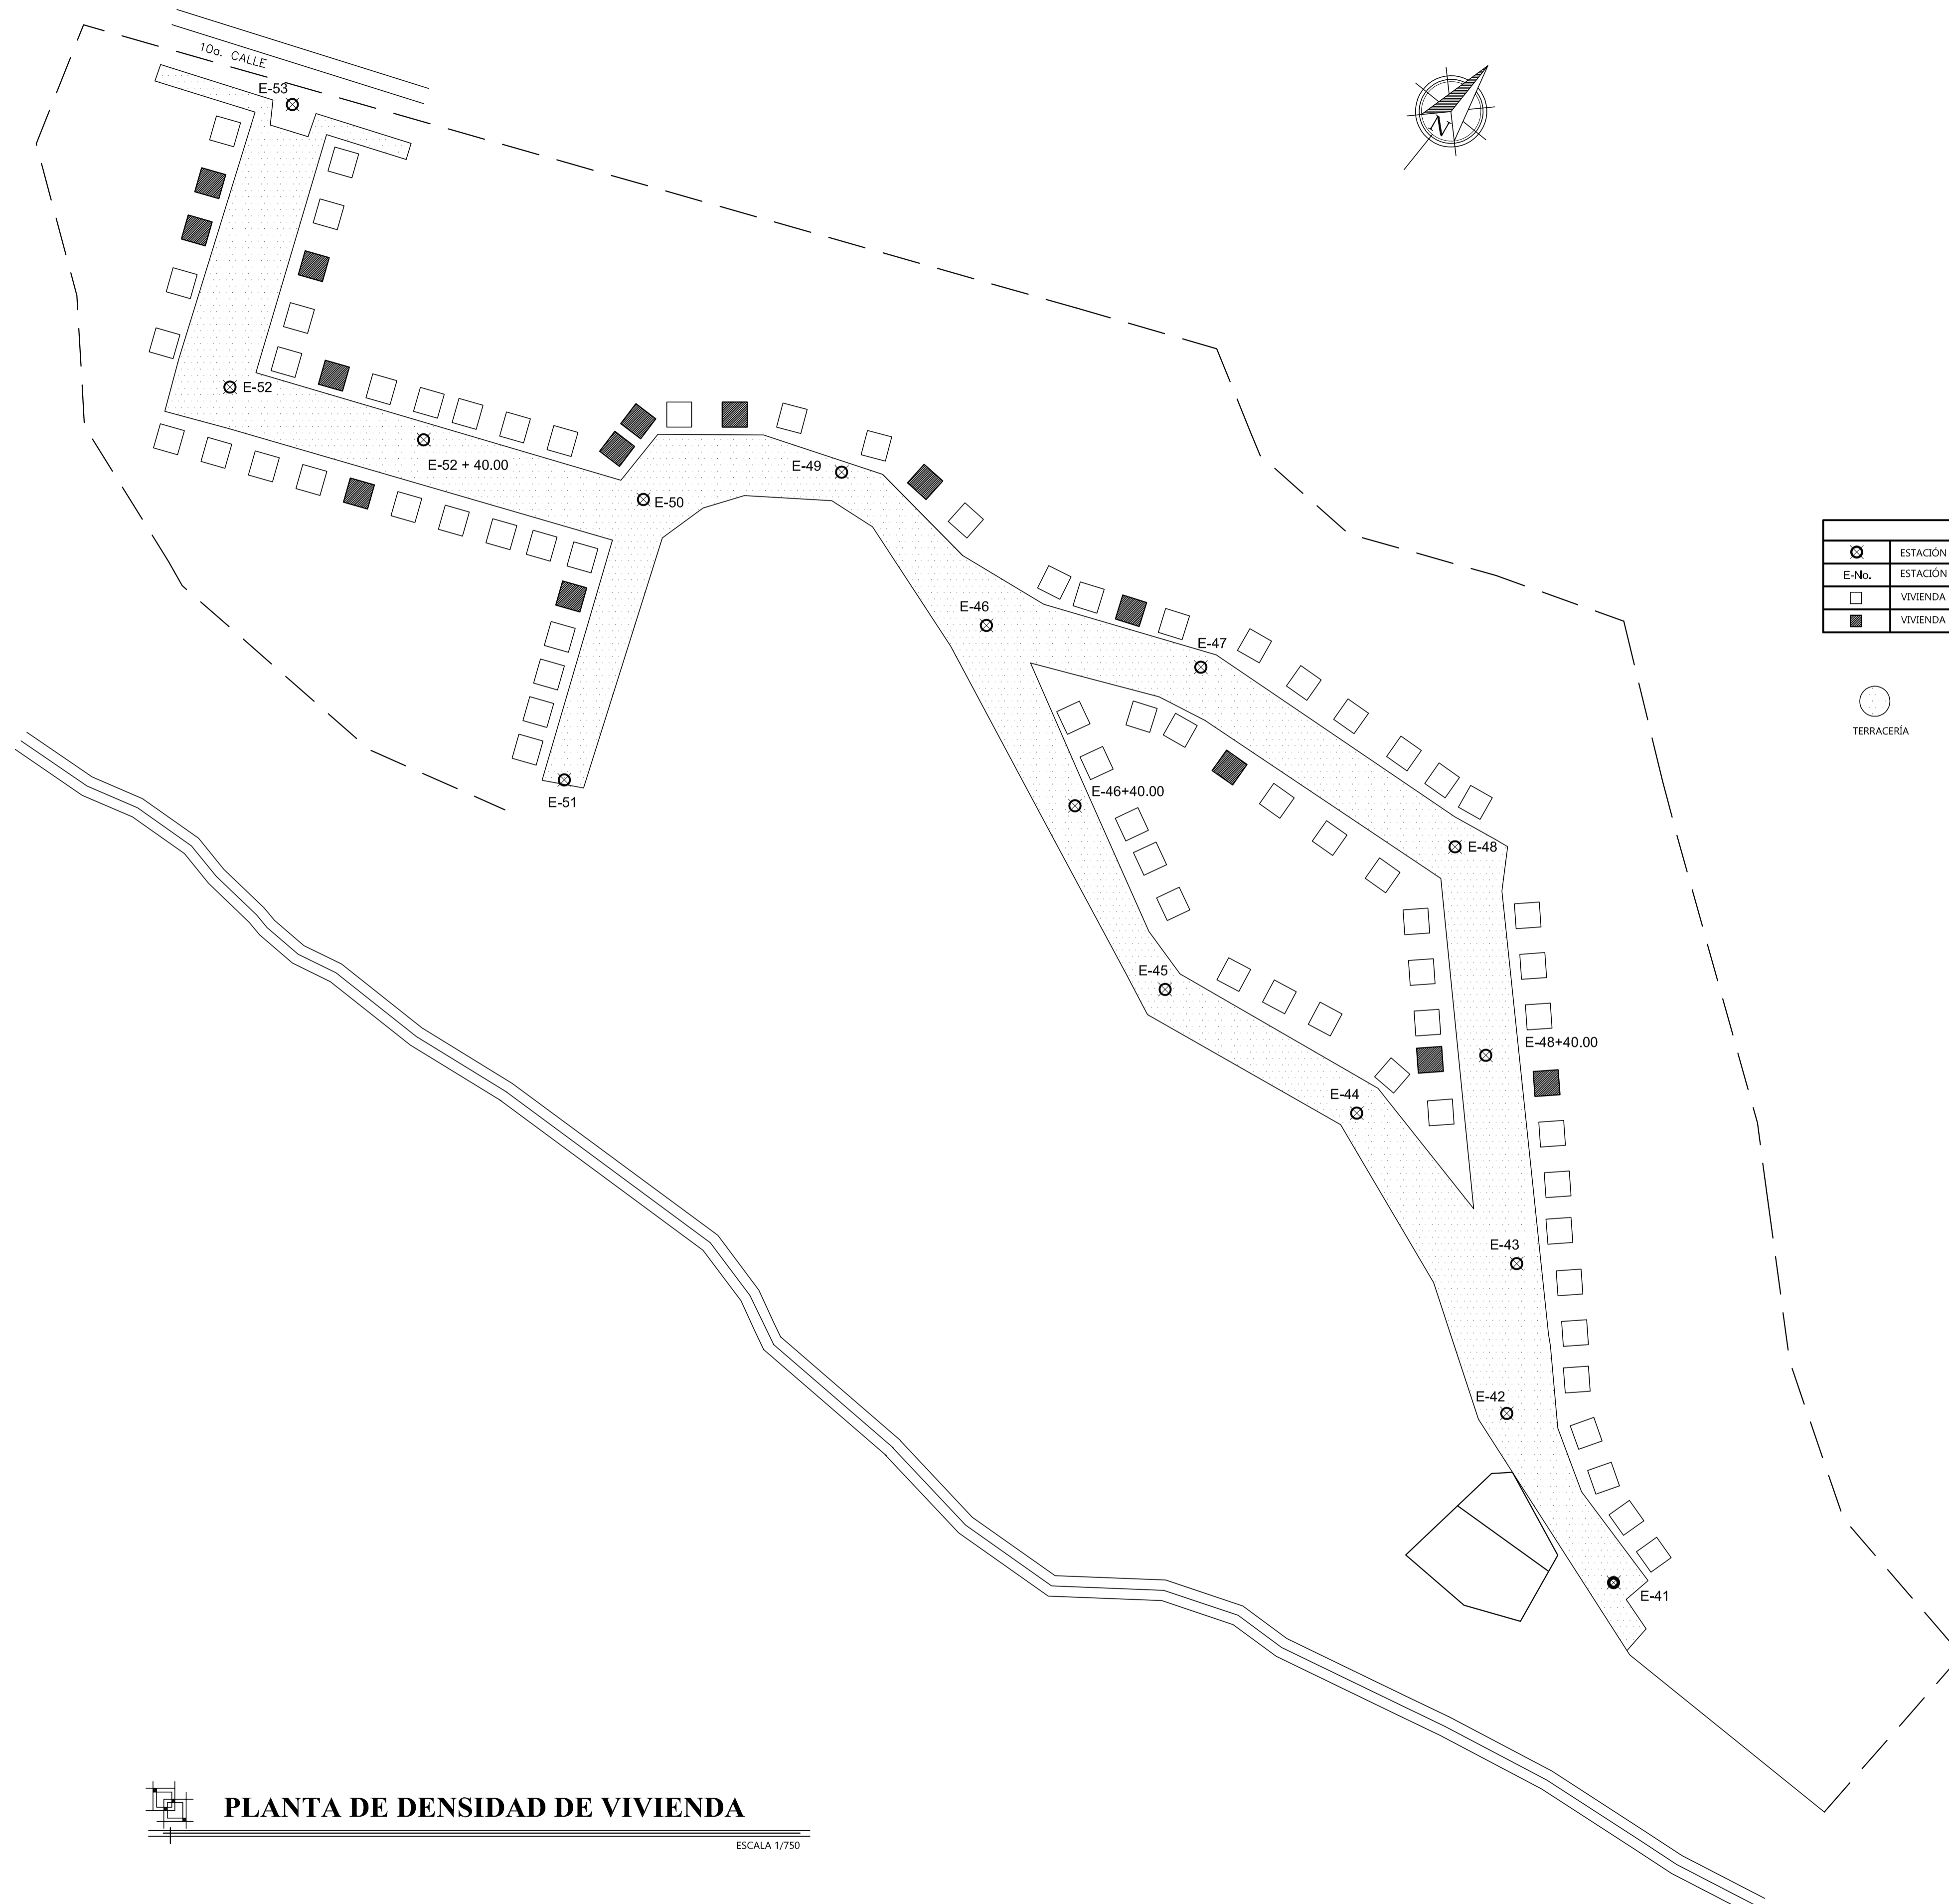 10a. CALLE
E-53
N
E-52
E-52 + 40.00
E-49
E-50
ESTACIÓN
E-No.
ESTACIÓN
VIVIENDA
VIVIENDA
E-46
E-47
TERRACERÍA
E-51
E-46+40.00
E-48
E-45
E-48+40.00
E-44
E-43
E-42
E-41
PLANTA DE DENSIDAD DE VIVIENDA
ESCALA 1/750